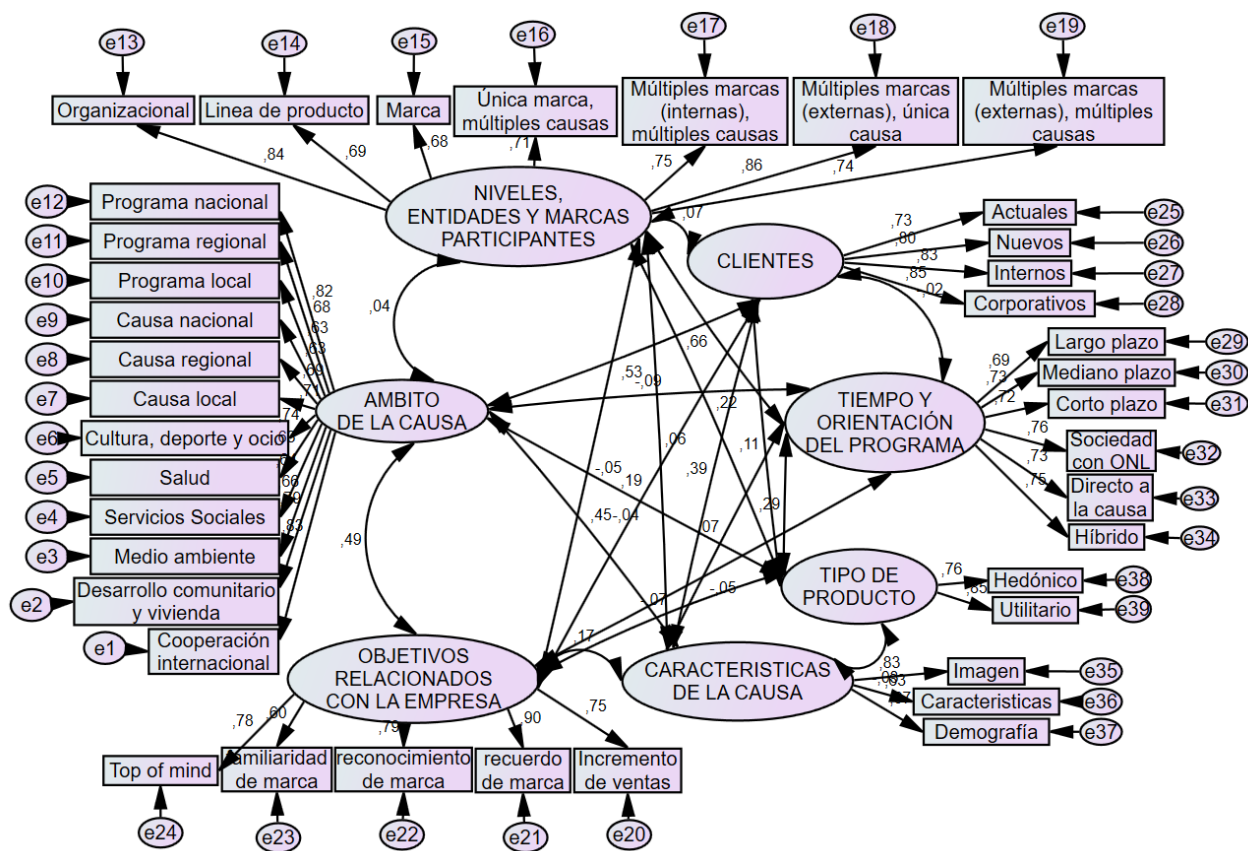 e13
e14
e15
e16
e17
e18
e19
Organizacional
Linea de producto
Marca
Única marca,
múltiples causas
Múltiples marcas
(internas),
múltiples causas
Múltiples marcas
(externas), única
causa
Múltiples marcas
(externas), múltiples
causas
,84
,69
,68
,71
,75
,86
,74
NIVELES,
ENTIDADES Y MARCAS
PARTICIPANTES
,07
CLIENTES
,73
,80
,83
,85
-,02
Actuales
e25
Nuevos
e26
Internos
e27
Corporativos
e28
e12
Programa nacional
e11
Programa regional
e10
Programa local
e9
Causa nacional
e8
Causa regional
e7
Causa local
e6
Cultura, deporte y ocio
e5
Salud
e4
Servicios Sociales
e3
Medio ambiente
e2
Desarrollo comunitario
y vivienda
e1
Cooperación
internacional
,82
,68
,63
,63
,69
,71
,74
,66
,83
,04
AMBITO
DE LA CAUSA
,49
,66
,53
-,09
,22
,06
,39
,11
-,05
,19
,45
-,04
,29
,07
-,07
-,05
,17
TIEMPO Y
ORIENTACIÓN
DEL PROGRAMA
,69
,73
,72
,76
,73
,75
Largo plazo
e29
Mediano plazo
e30
Corto plazo
e31
Sociedad
con ONL
e32
Directo a
la causa
e33
Híbrido
e34
TIPO DE
PRODUCTO
,76
,85
Hedónico
e38
Utilitario
e39
OBJETIVOS
RELACIONADOS
CON LA EMPRESA
CARACTERISTICAS
DE LA CAUSA
,83
Imagen
e35
Caracteristicas
e36
Demografía
e37
,78
,60
,79
,90
,75
Top of mind
amiliaridad
de marca
reconocimiento
de marca
recuerdo
de marca
Incremento
de ventas
e24
e23
e22
e21
e20